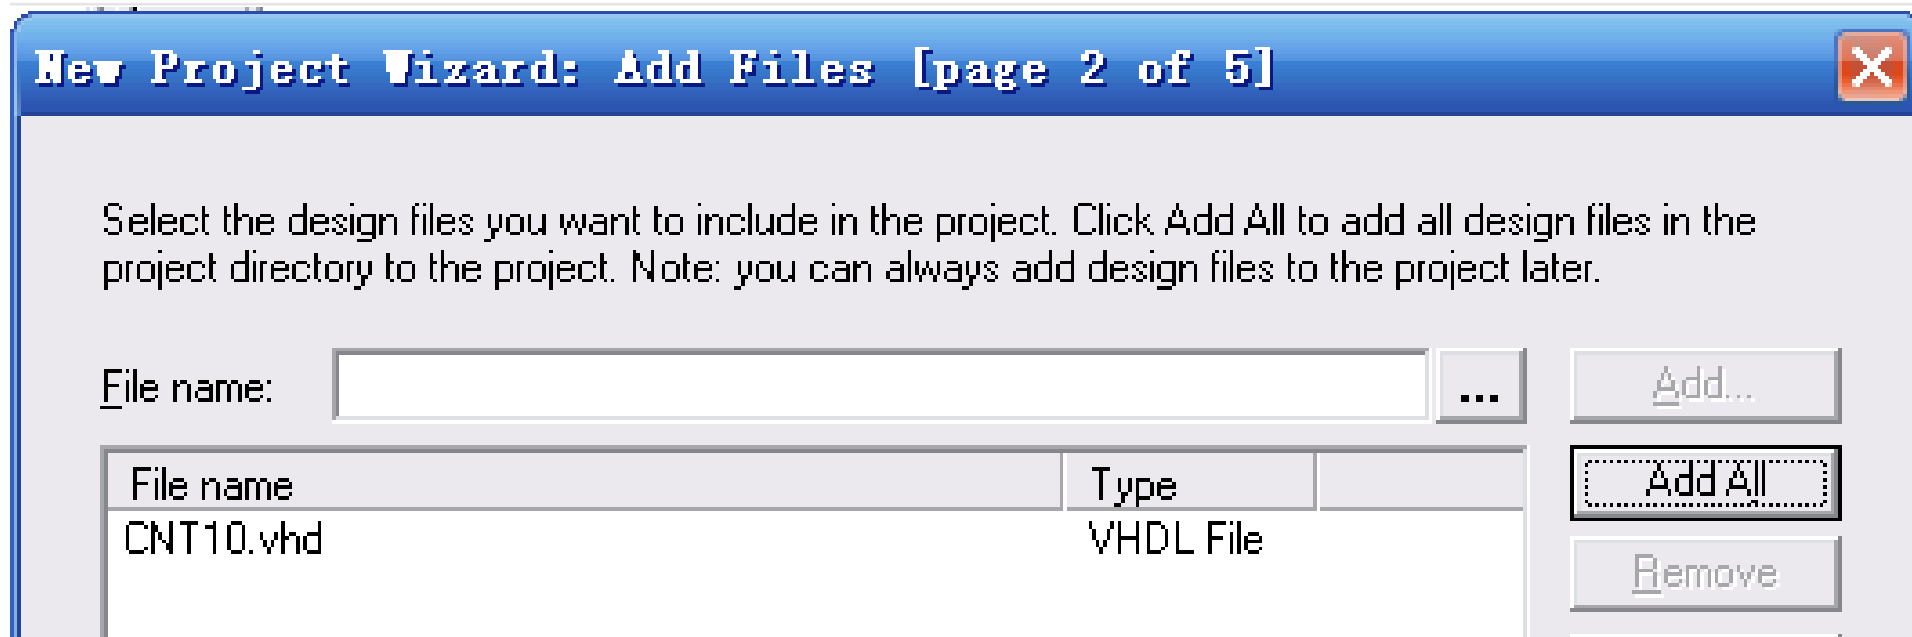 New Project Wizard: Add Files [page 2 of 5]
Select the design files you want to include in the project. Click Add All to add all design files in the
project directory to the project. Note: you can always add design files to the project later.
File name: ... Add...
File name Type Add All
CNT10.vhd VHDL File
Remove